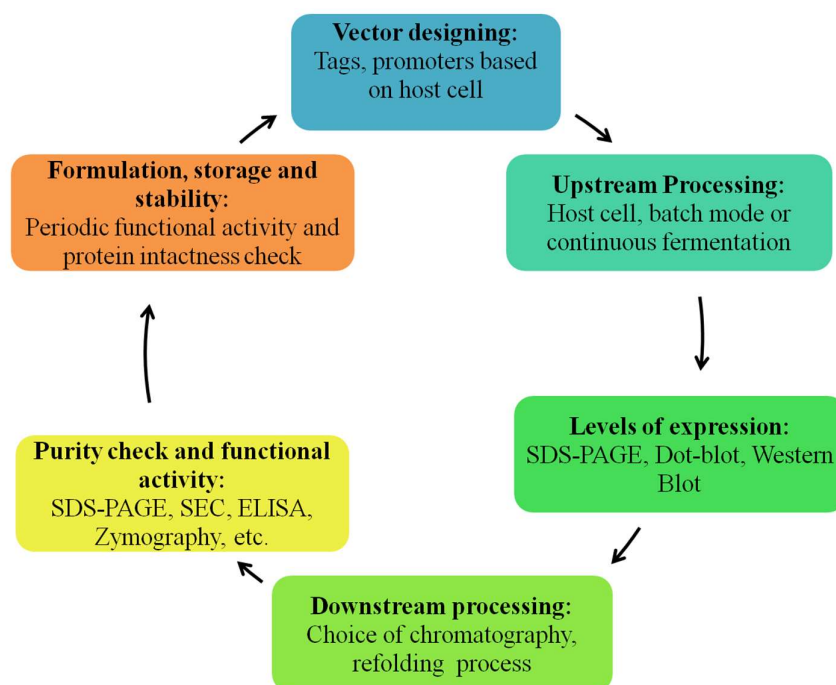 Vector designing:
Tags, promoters based
on host cell
Upstream Processing:
Host cell, batch mode or
continuous fermentation
Levels of expression:
SDS-PAGE, Dot-blot, Western
Blot
Downstream processing:
Choice of chromatography,
refolding process
Purity check and functional
activity:
SDS-PAGE, SEC, ELISA,
Zymography, etc.
Formulation, storage and
stability:
Periodic functional activity and
protein intactness check